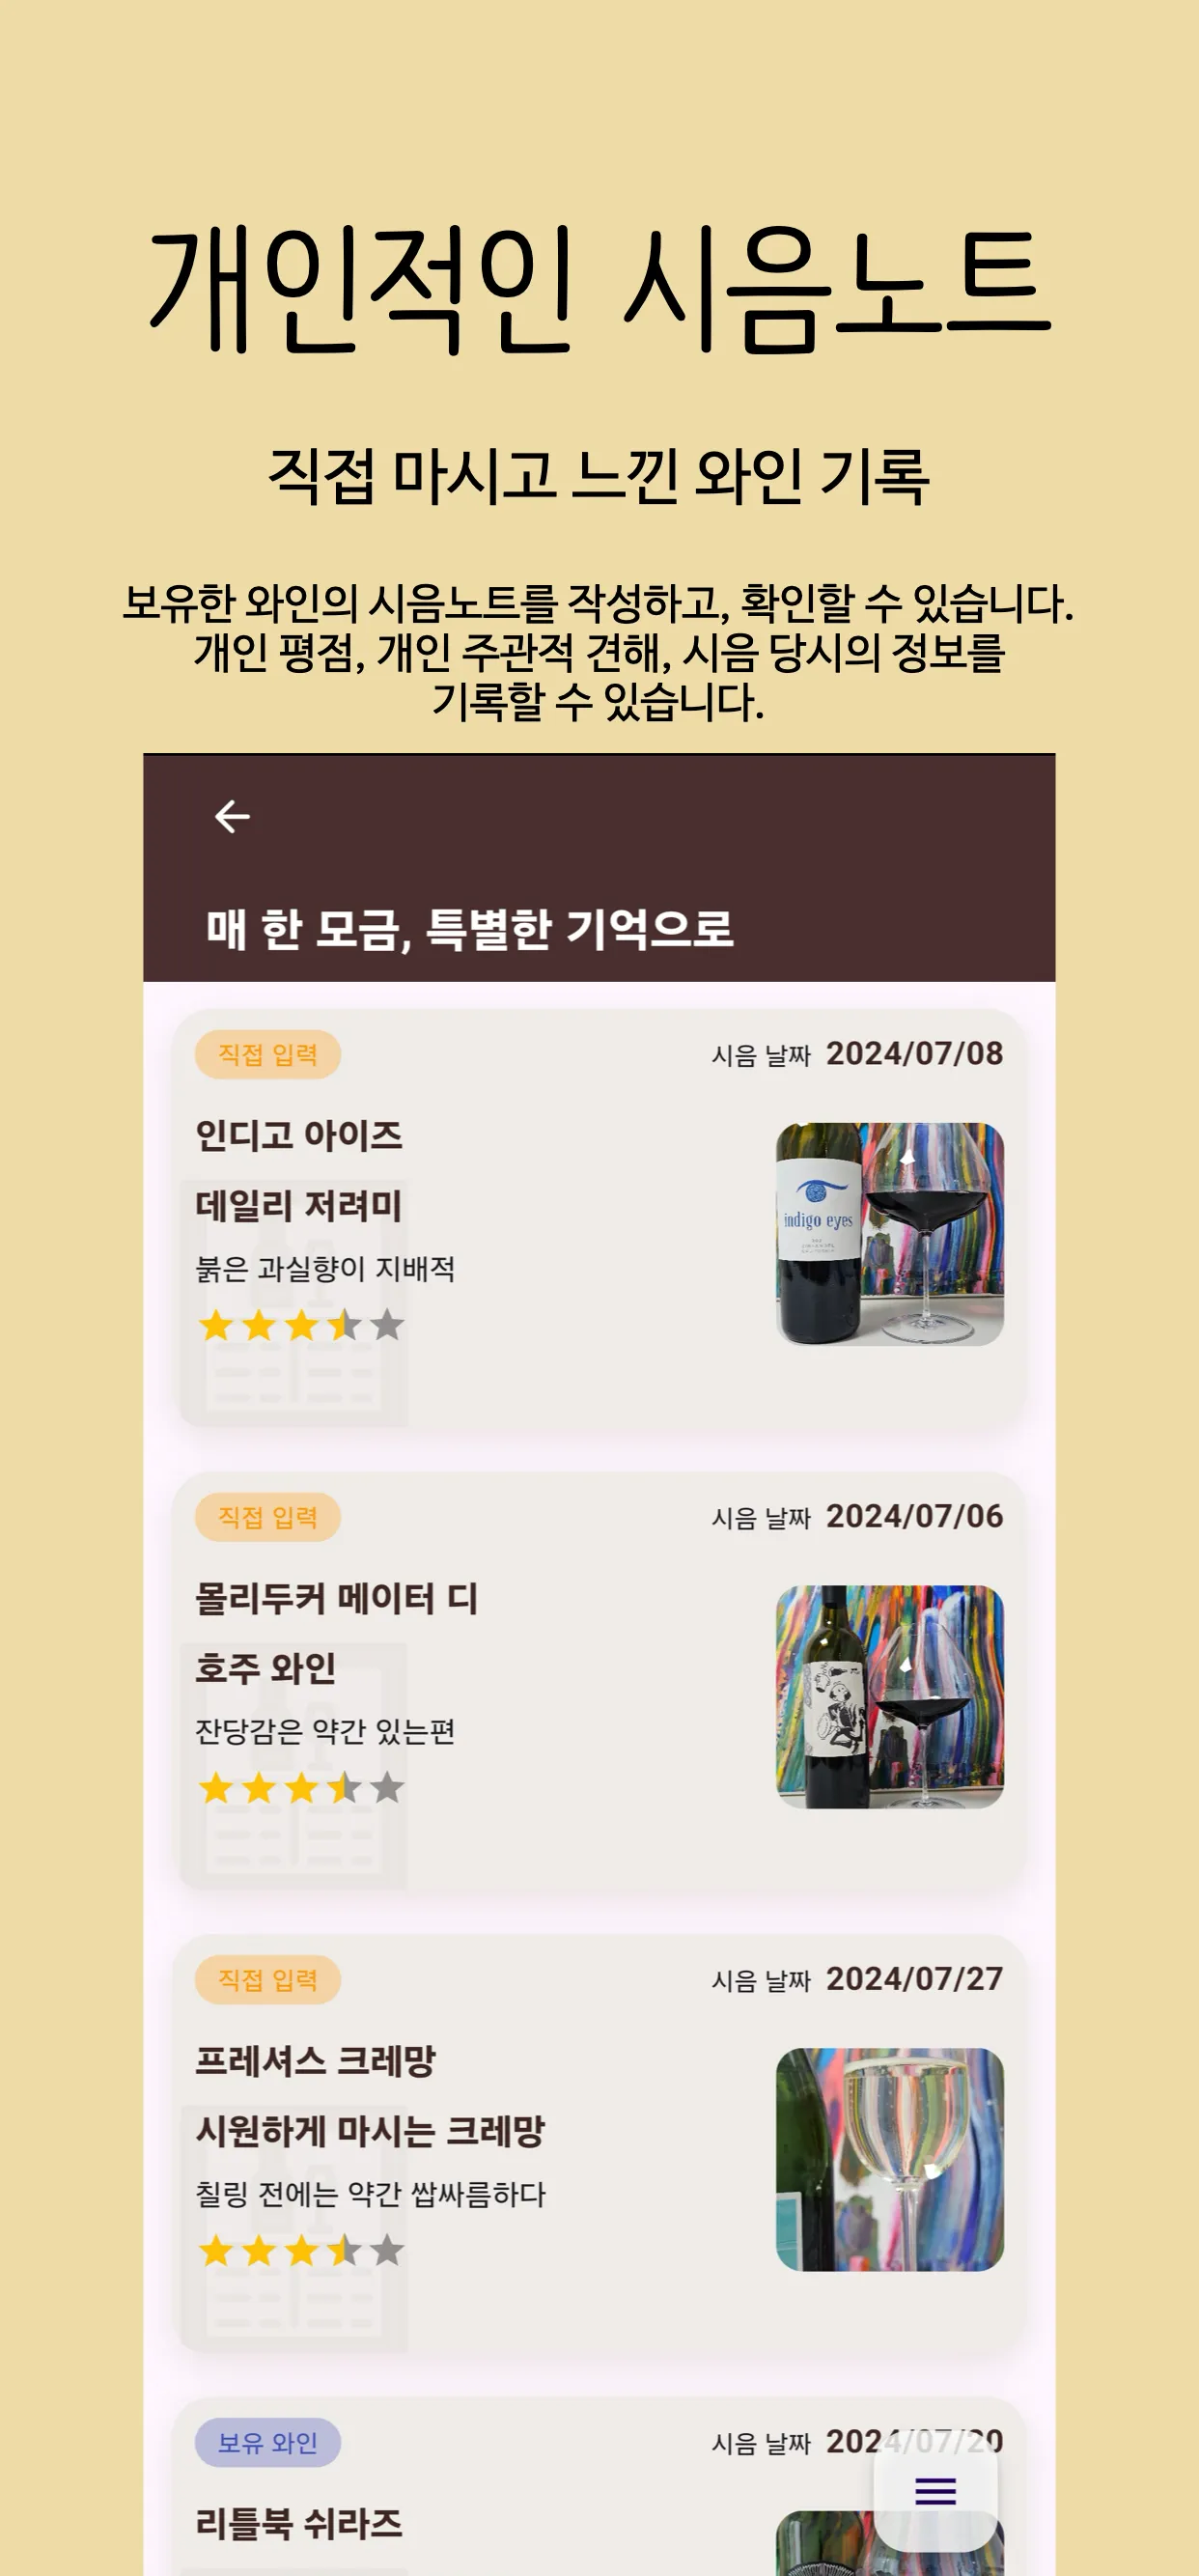 개인적인 시음노트
직접 마시고 느낀 와인 기록
보유한 와인의 시음노트를 작성하고, 확인할 수 있습니다.
개인 평점, 개인 주관적 견해, 시음 당시의 정보를
기록할 수 있습니다.
매 한 모금, 특별한 기억으로
직접 입력
시음 날짜 2024/07/08
인디고 아이즈
데일리 저려미
붉은 과실향이 지배적
indigo eyes
직접 입력
시음 날짜 2024/07/06
몰리두커 메이터 디
호주 와인
잔당감은 약간 있는편
직접 입력
시음 날짜 2024/07/27
프레셔스 크레망
시원하게 마시는 크레망
칠링 전에는 약간 쌉싸름하다
보유 와인
시음 날짜 2024/07/20
리틀북 쉬라즈